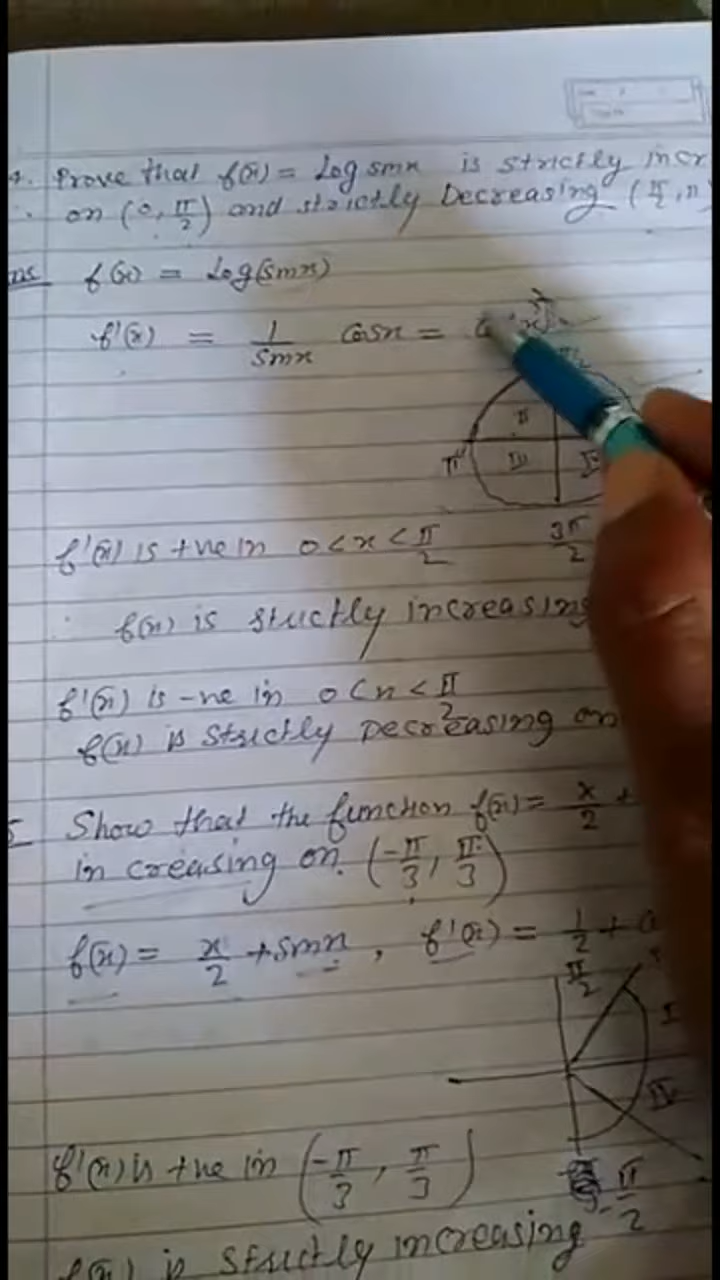 4. Prove that f(x) = Log sinx is strictly incr
on (0, π/2) and strictly Decreasing (π/2, π)
Ans f(x) = Log(sinx)
f'(x) = 1/sinx cosx =
π/2
II
π III IV
f'(x) is +ve in 0 < x < π/2 3π/2
∴ f(x) is strictly increasing
f'(x) is -ve in 0 < x < π/2
f(x) is strictly Decreasing on
5 Show that the function f(x) = x/2 +
increasing on (-π/3, π/3)
f(x) = x/2 + sinx, f'(x) = 1/2 +
π/2
I
IV
f'(x) is +ve in (-π/3, π/3) -π/2
f(x) is strictly increasing